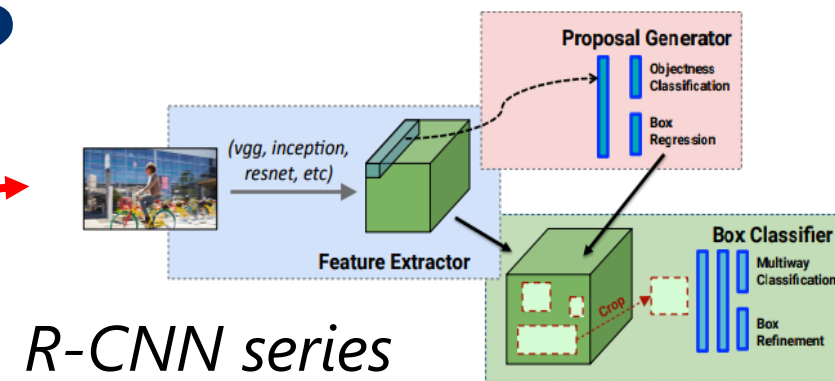 Proposal Generator
Objectness
Classification
Box
Regression
(vgg, inception,
resnet, etc)
Feature Extractor
Box Classifier
Multiway
Classification
Box
Refinement
Crop
R-CNN series